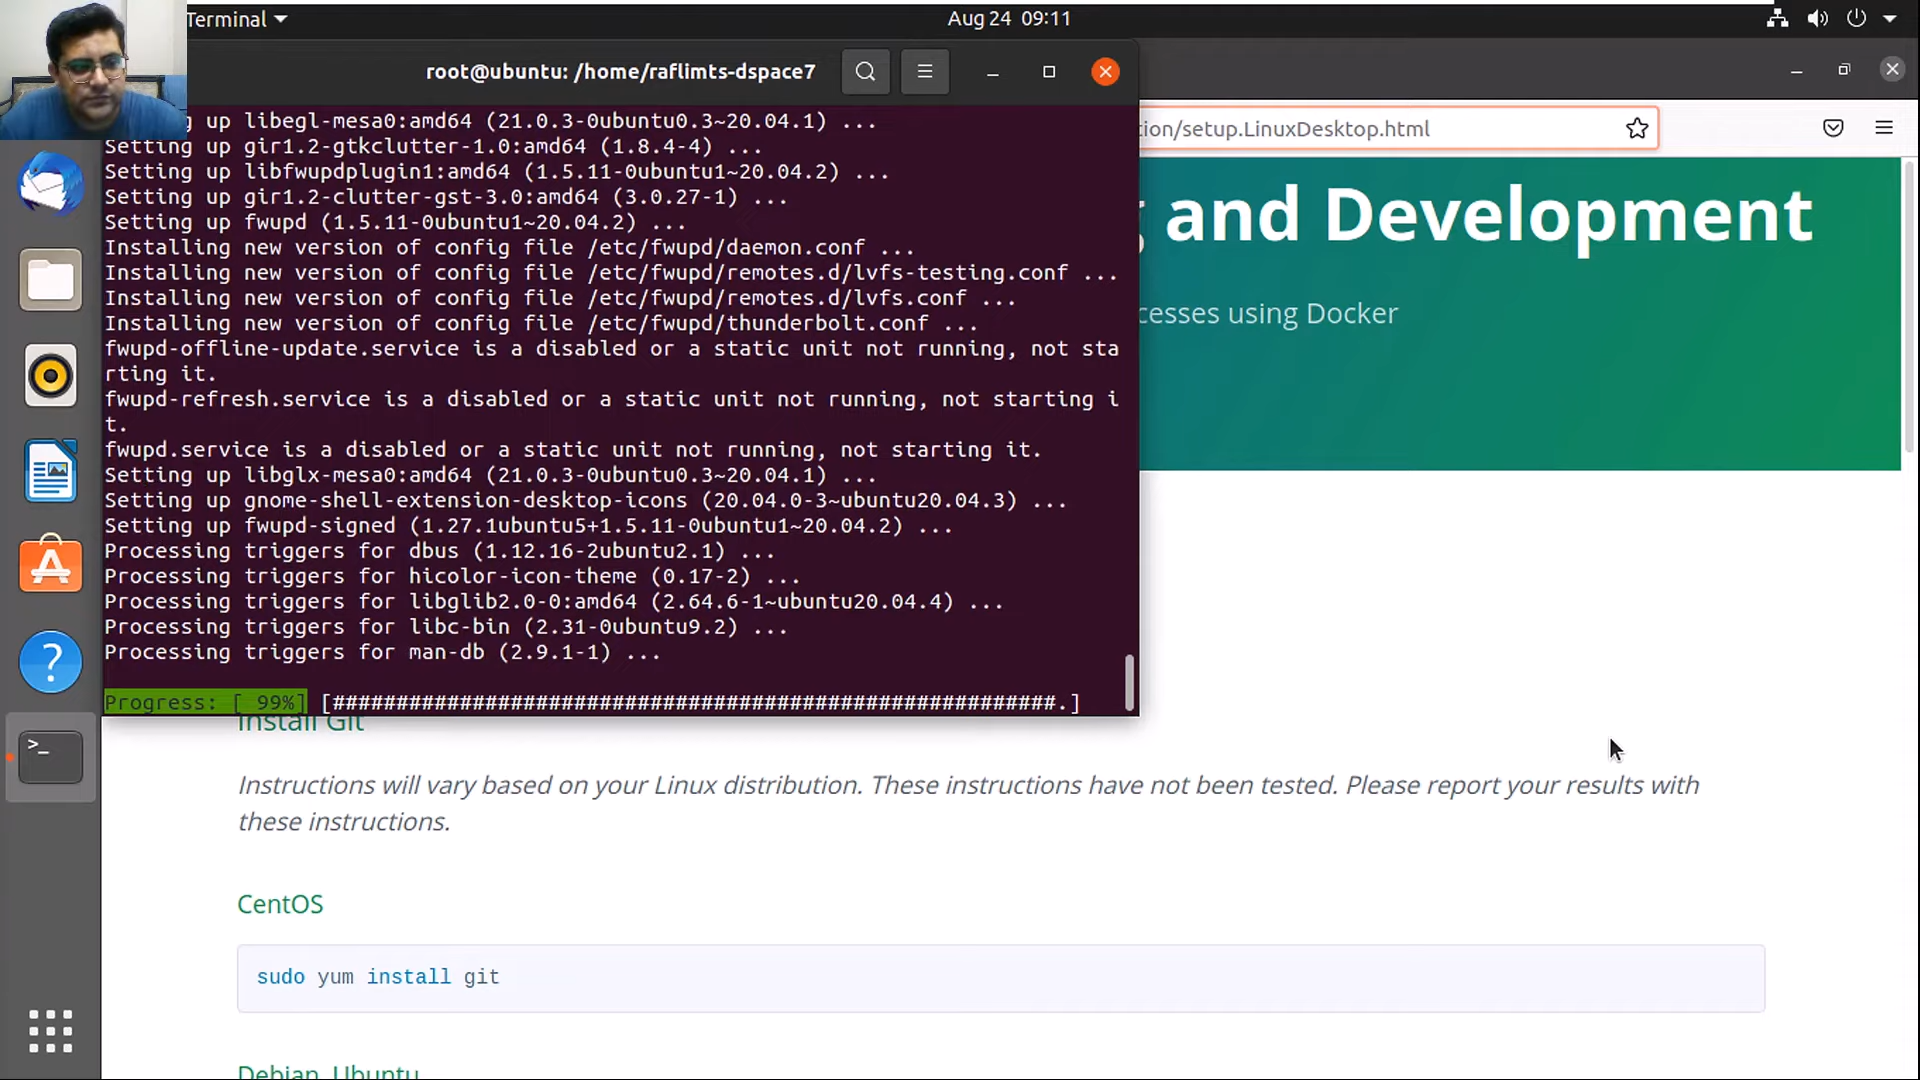 Terminal
Aug 24 09:11
root@ubuntu: /home/raflimts-dspace7
g up libegl-mesa0:amd64 (21.0.3-0ubuntu0.3~20.04.1) ...
Setting up gir1.2-gtkclutter-1.0:amd64 (1.8.4-4) ...
Setting up libfwupdplugin1:amd64 (1.5.11-0ubuntu1~20.04.2) ...
Setting up gir1.2-clutter-gst-3.0:amd64 (3.0.27-1) ...
Setting up fwupd (1.5.11-0ubuntu1~20.04.2) ...
Installing new version of config file /etc/fwupd/daemon.conf ...
Installing new version of config file /etc/fwupd/remotes.d/lvfs-testing.conf ...
Installing new version of config file /etc/fwupd/remotes.d/lvfs.conf ...
Installing new version of config file /etc/fwupd/thunderbolt.conf ...
fwupd-offline-update.service is a disabled or a static unit not running, not sta
rting it.
fwupd-refresh.service is a disabled or a static unit not running, not starting i
t.
fwupd.service is a disabled or a static unit not running, not starting it.
Setting up libglx-mesa0:amd64 (21.0.3-0ubuntu0.3~20.04.1) ...
Setting up gnome-shell-extension-desktop-icons (20.04.0-3~ubuntu20.04.3) ...
Setting up fwupd-signed (1.27.1ubuntu5+1.5.11-0ubuntu1~20.04.2) ...
Processing triggers for dbus (1.12.16-2ubuntu2.1) ...
Processing triggers for hicolor-icon-theme (0.17-2) ...
Processing triggers for libglib2.0-0:amd64 (2.64.6-1~ubuntu20.04.4) ...
Processing triggers for libc-bin (2.31-0ubuntu9.2) ...
Processing triggers for man-db (2.9.1-1) ...
Progress: [ 99%] [#########################################################.]
ion/setup.LinuxDesktop.html
g and Development
cesses using Docker
Install Git
Instructions will vary based on your Linux distribution. These instructions have not been tested. Please report your results with
these instructions.
CentOS
sudo yum install git
Debian, Ubuntu